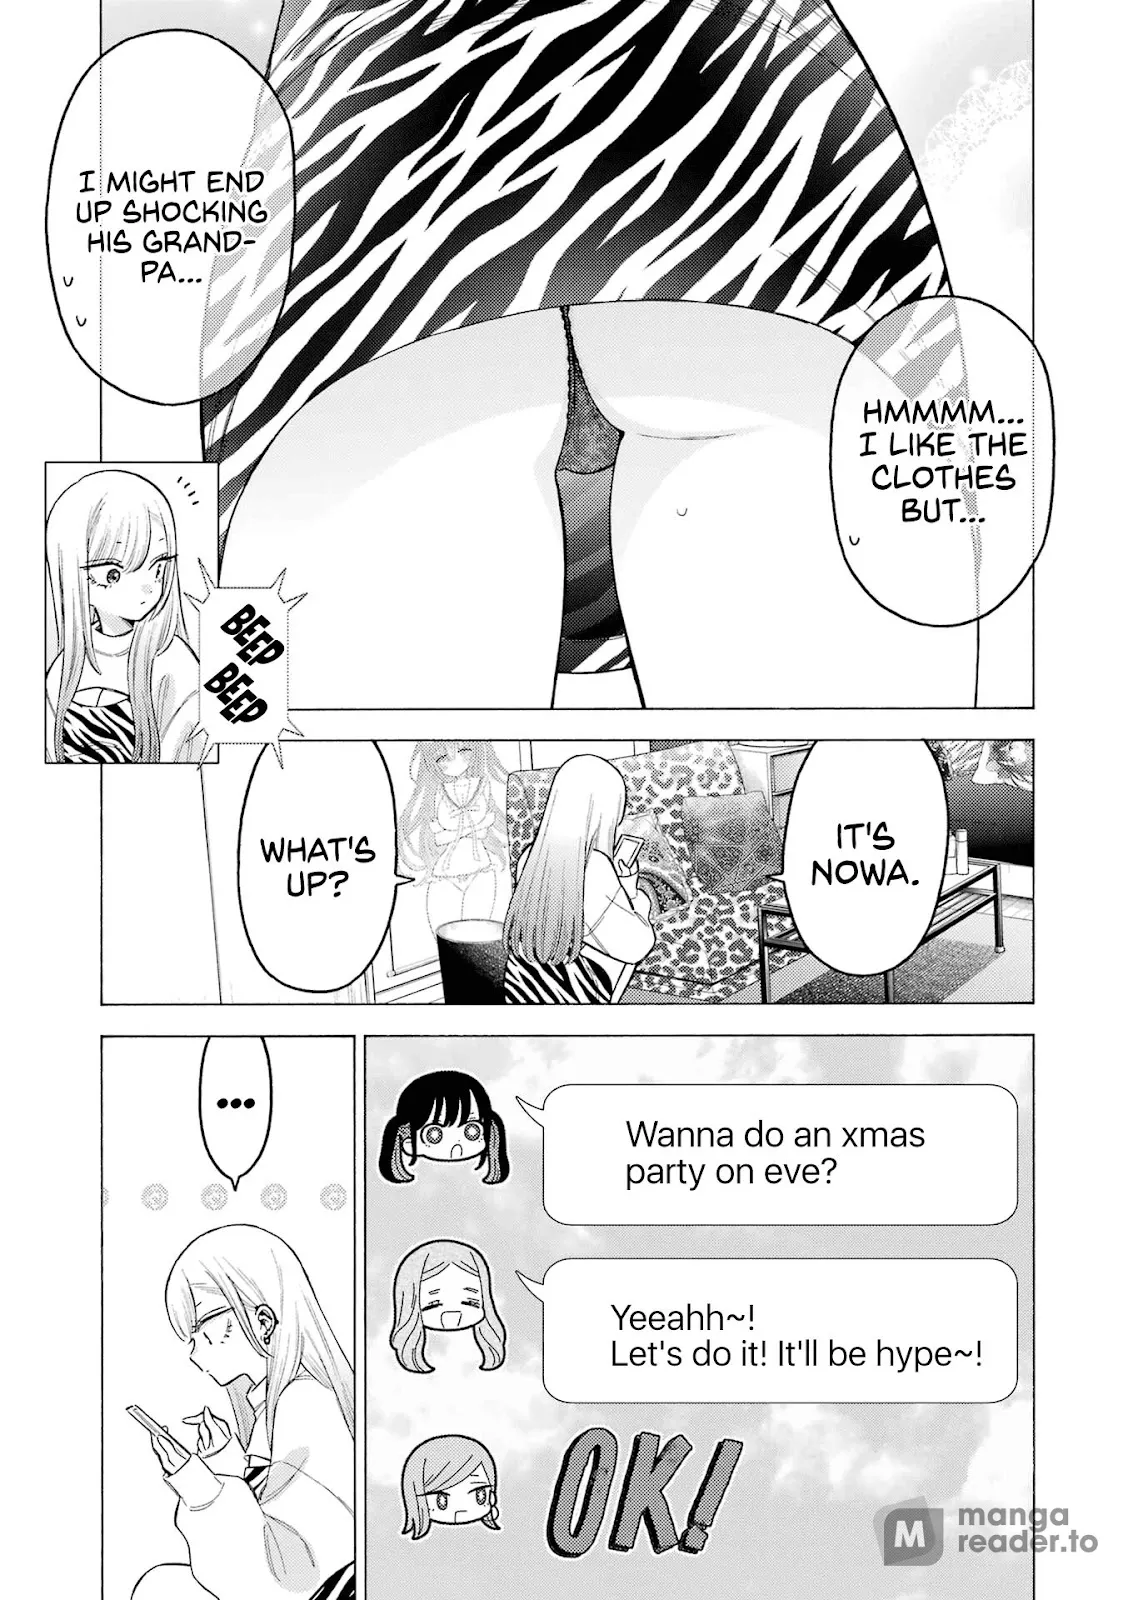 HMMMM...
I LIKE THE
CLOTHES
BUT...
I MIGHT END
UP SHOCKING
HIS GRAND-
PA...
BEEP
BEEP
IT'S
NOWA.
WHAT'S
UP?
Wanna do an xmas
party on eve?
Yeeahh~!
Let's do it! It'll be hype~!
OK!
...
M manga
reader.to